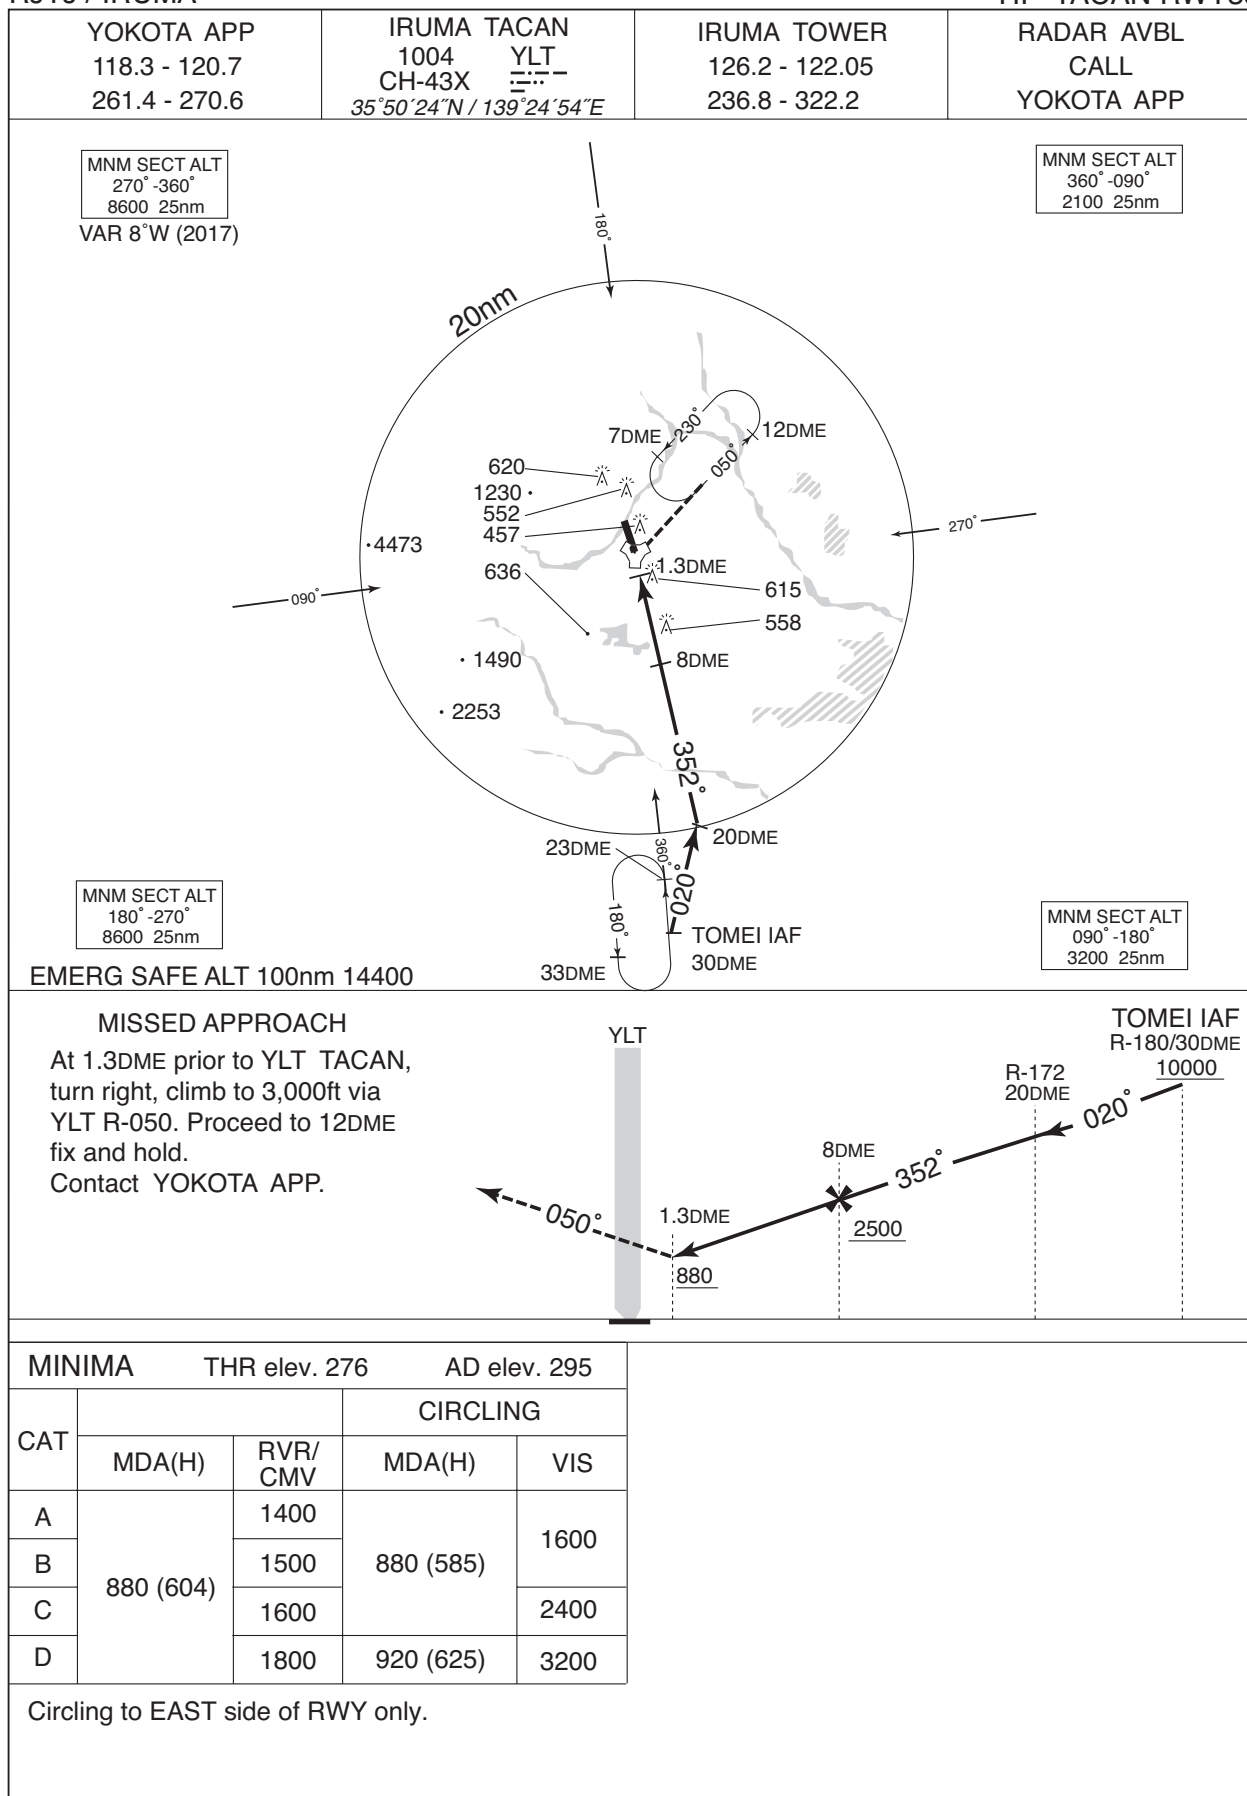 YOKOTA APP
118.3 - 120.7
261.4 - 270.6
IRUMA TACAN
1004 YLT
CH-43X
35°50´24˝N / 139°24´54˝E
IRUMA TOWER
126.2 - 122.05
236.8 - 322.2
RADAR AVBL
CALL
YOKOTA APP
MNM SECT ALT
270° -360°
8600 25nm
VAR 8°W (2017)
MNM SECT ALT
360° -090°
2100 25nm
180°
20nm
7DME
230°
12DME
050°
620
1230
552
457
4473
636
1.3DME
615
558
270°
090°
8DME
1490
2253
352°
20DME
23DME
360°
020°
180°
TOMEI IAF
30DME
33DME
MNM SECT ALT
180° -270°
8600 25nm
MNM SECT ALT
090° -180°
3200 25nm
EMERG SAFE ALT 100nm 14400
MISSED APPROACH
At 1.3DME prior to YLT TACAN,
turn right, climb to 3,000ft via
YLT R-050. Proceed to 12DME
fix and hold.
Contact YOKOTA APP.
YLT
TOMEI IAF
R-180/30DME
10000
R-172
20DME
020°
8DME
352°
2500
1.3DME
050°
880
MINIMA THR elev. 276 AD elev. 295
CAT
CIRCLING
MDA(H)
RVR/
CMV
MDA(H)
VIS
A 1400
B 1500
C 1600
D 1800
880 (604)
880 (585)
1600
2400
920 (625) 3200
Circling to EAST side of RWY only.